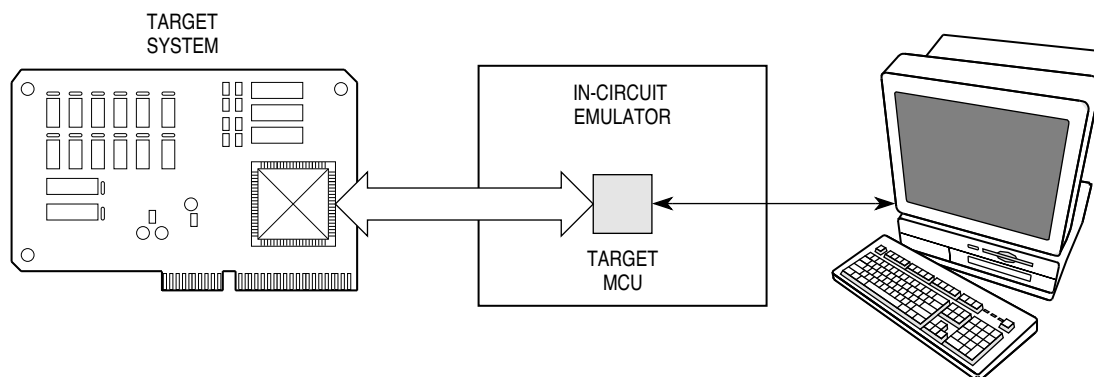 TARGET
SYSTEM
IN-CIRCUIT
EMULATOR
TARGET
MCU